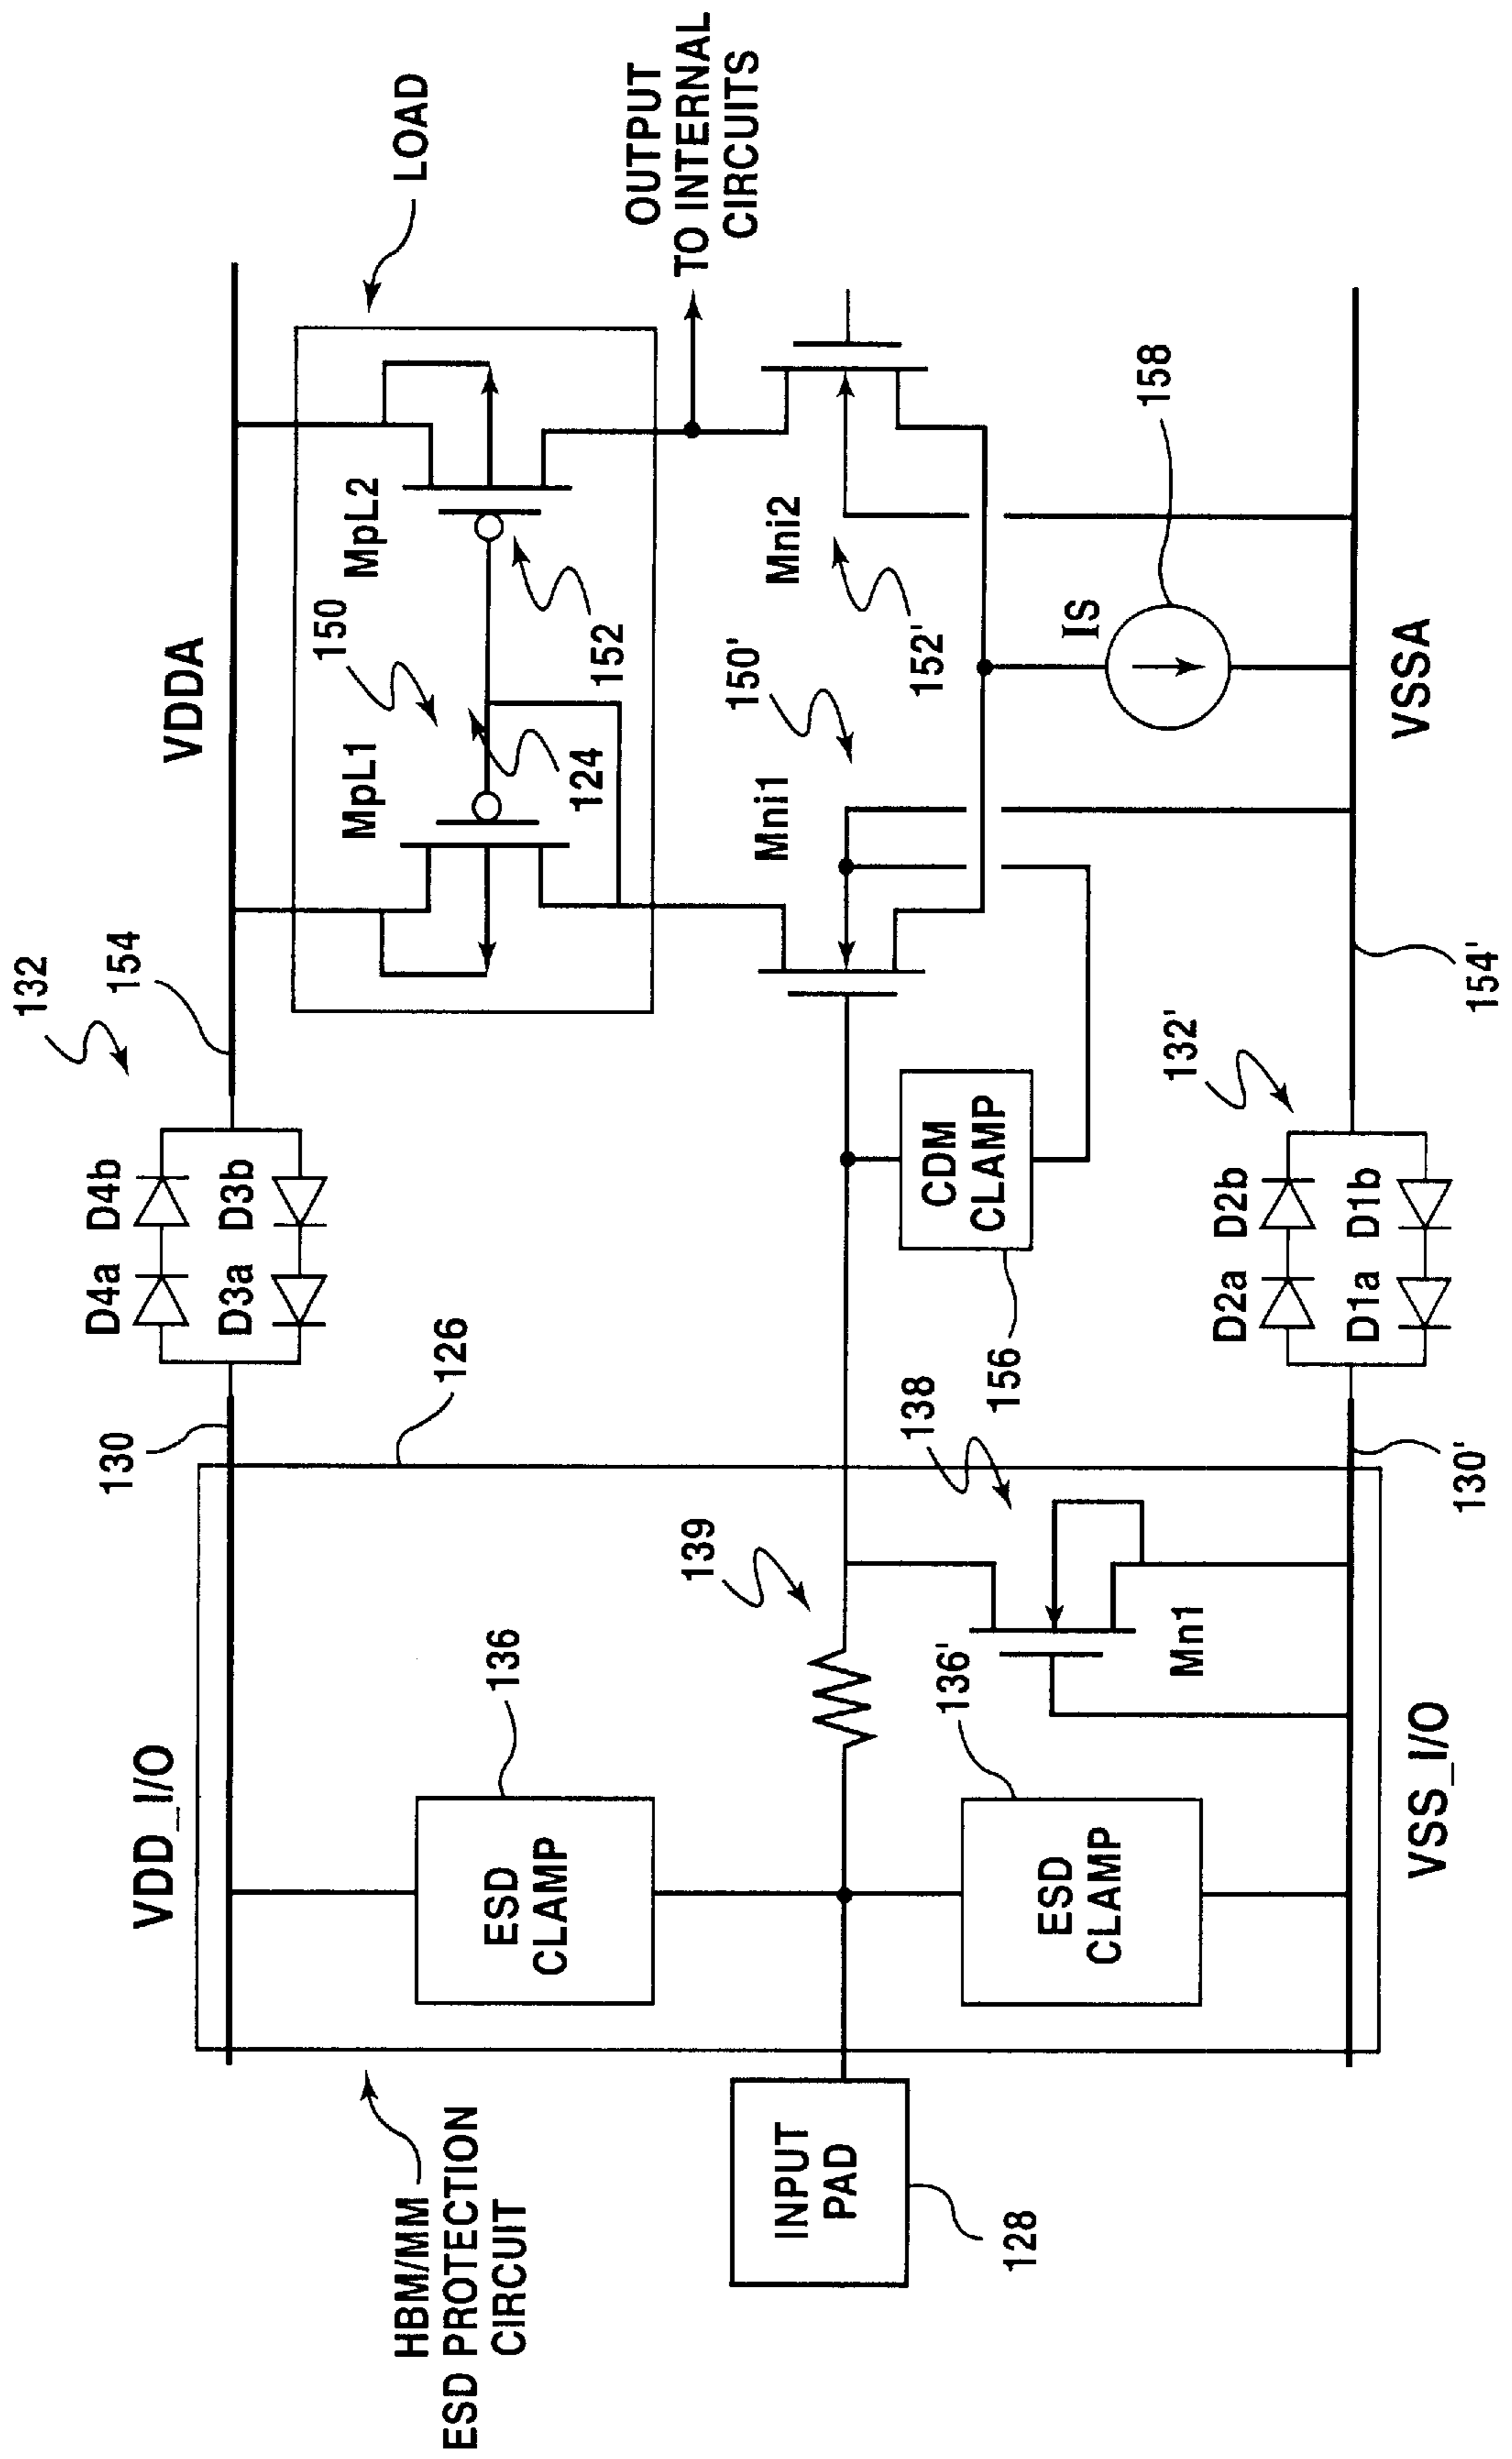 HBM/MM
ESD PROTECTION
CIRCUIT
INPUT
PAD
128
VDD_I/O
ESD
CLAMP
136
ESD
CLAMP
136'
VSS_I/O
139
Mn1
138
126
130
130'
D4a D4b
D3a D3b
132
154
156
CDM
CLAMP
D2a D2b
D1a D1b
132'
154'
VDDA
MpL1
150
MpL2
124
152
LOAD
Mni1
150'
Mni2
152'
OUTPUT
TO INTERNAL
CIRCUITS
IS
158
VSSA